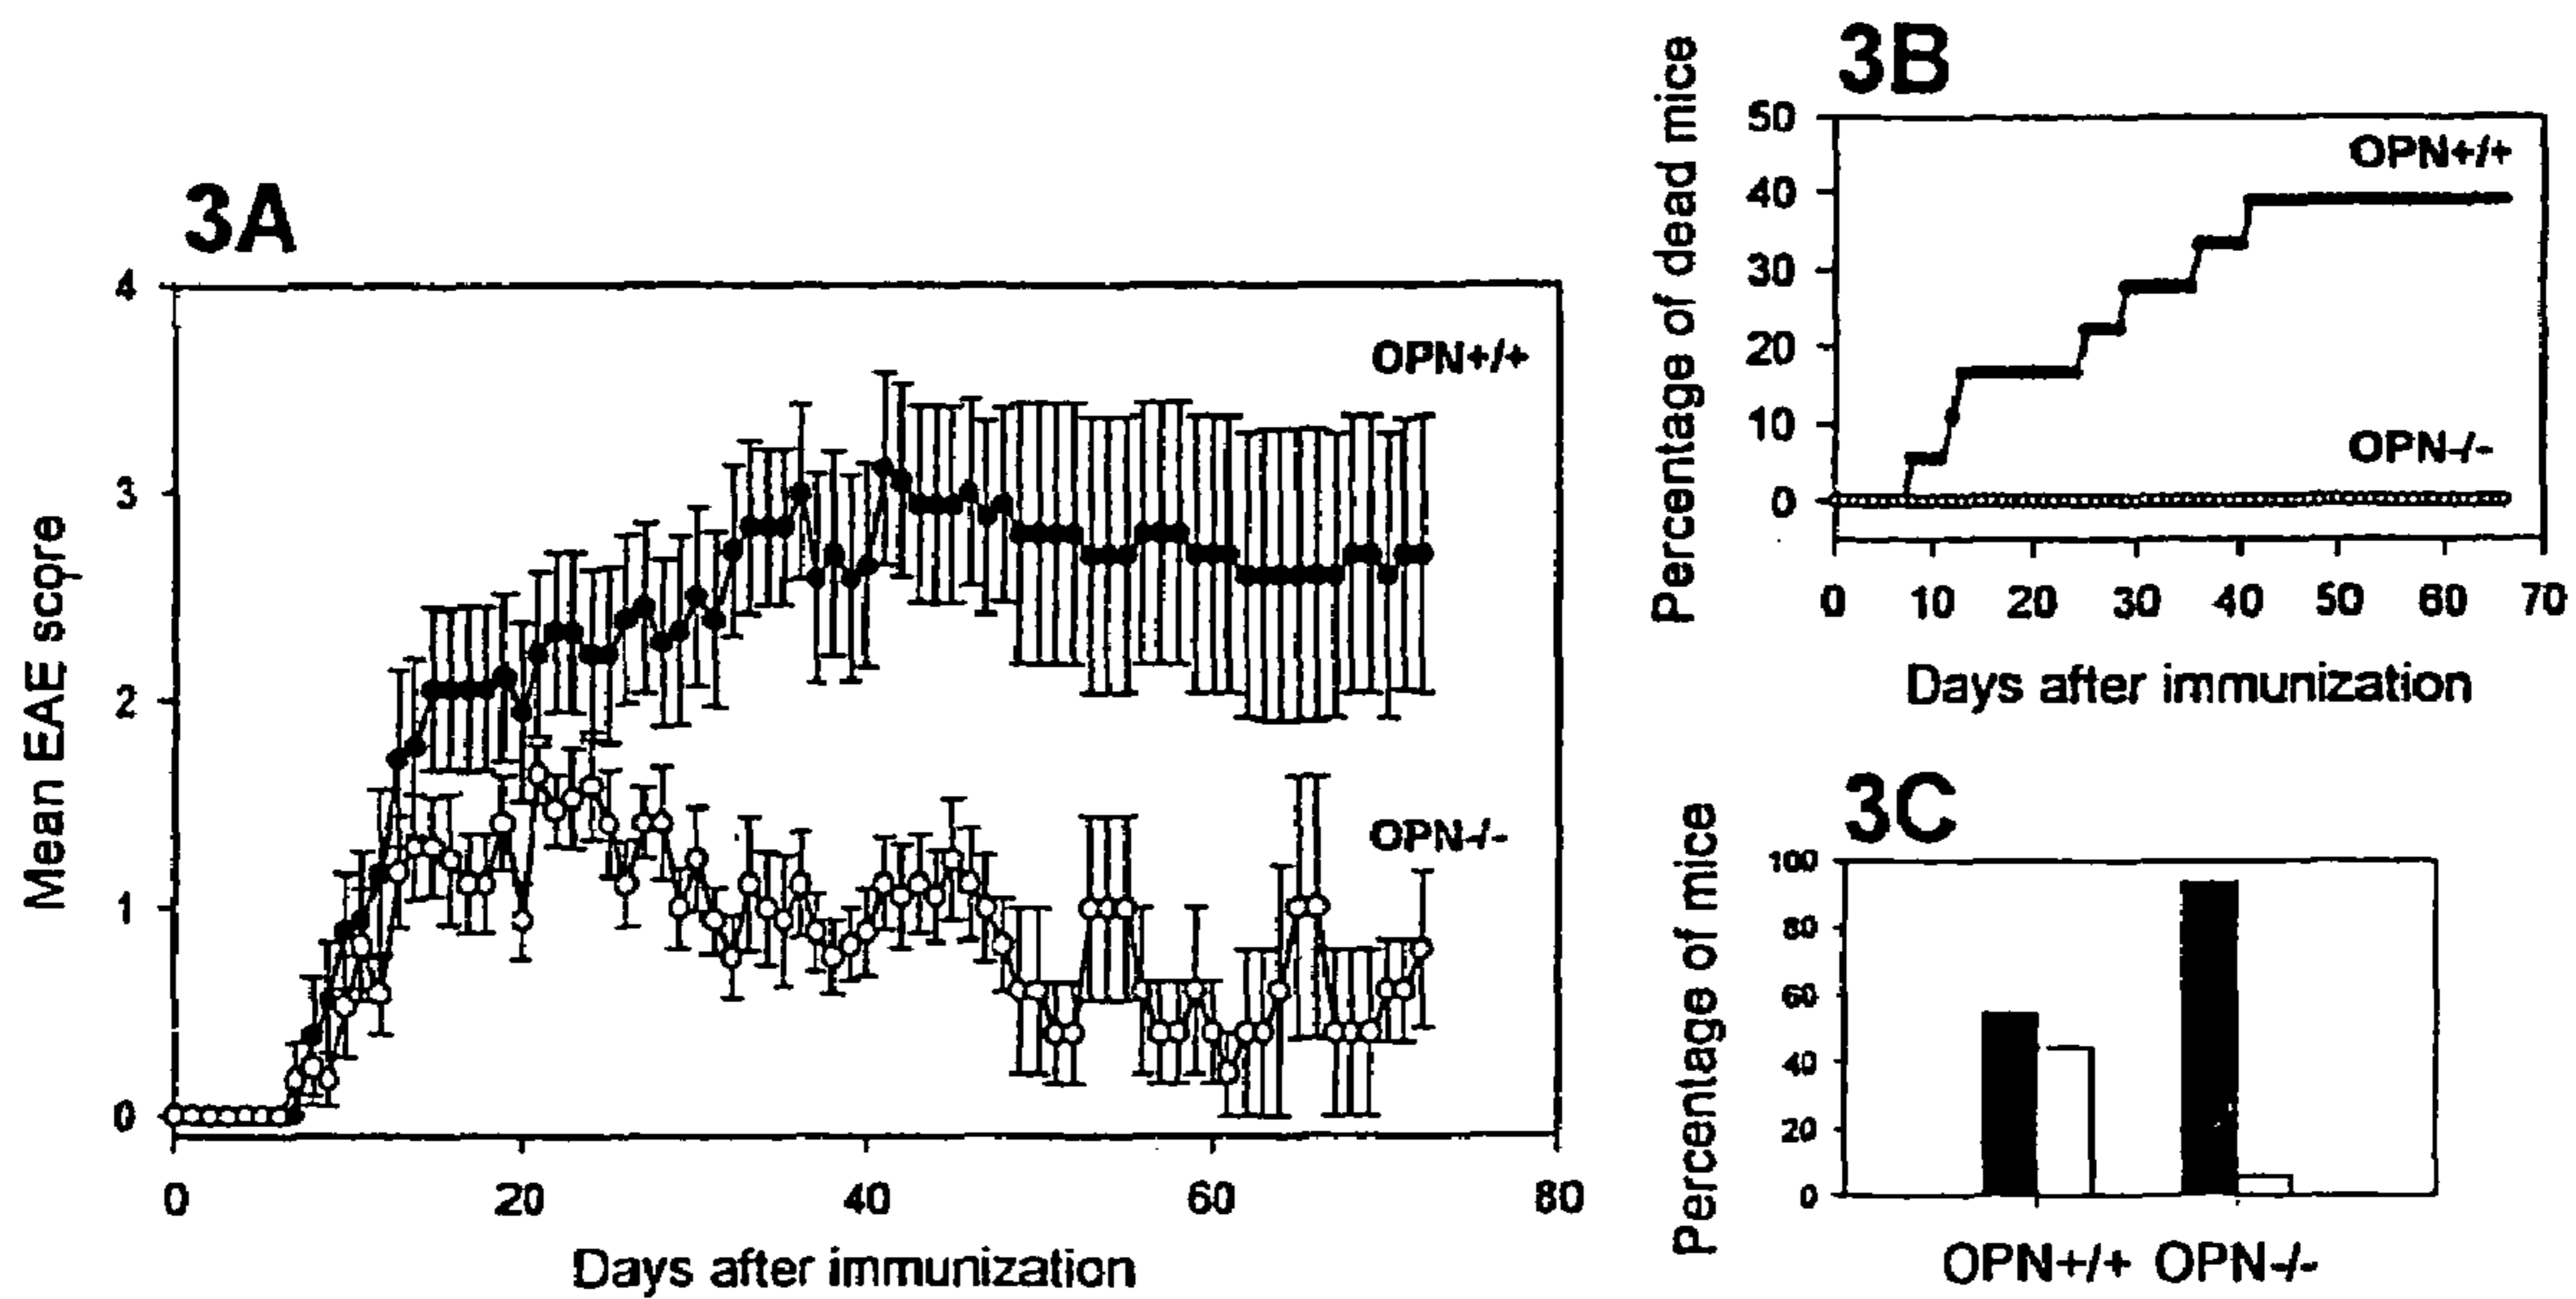 3A
Mean EAE score
4
3
2
1
0
OPN+/+
OPN-/-
0 20 40 60 80
Days after immunization
3B
Percentage of dead mice
50
40
30
20
10
0
OPN+/+
OPN-/-
0 10 20 30 40 50 60 70
Days after immunization
3C
Percentage of mice
100
80
60
40
20
0
OPN+/+ OPN-/-